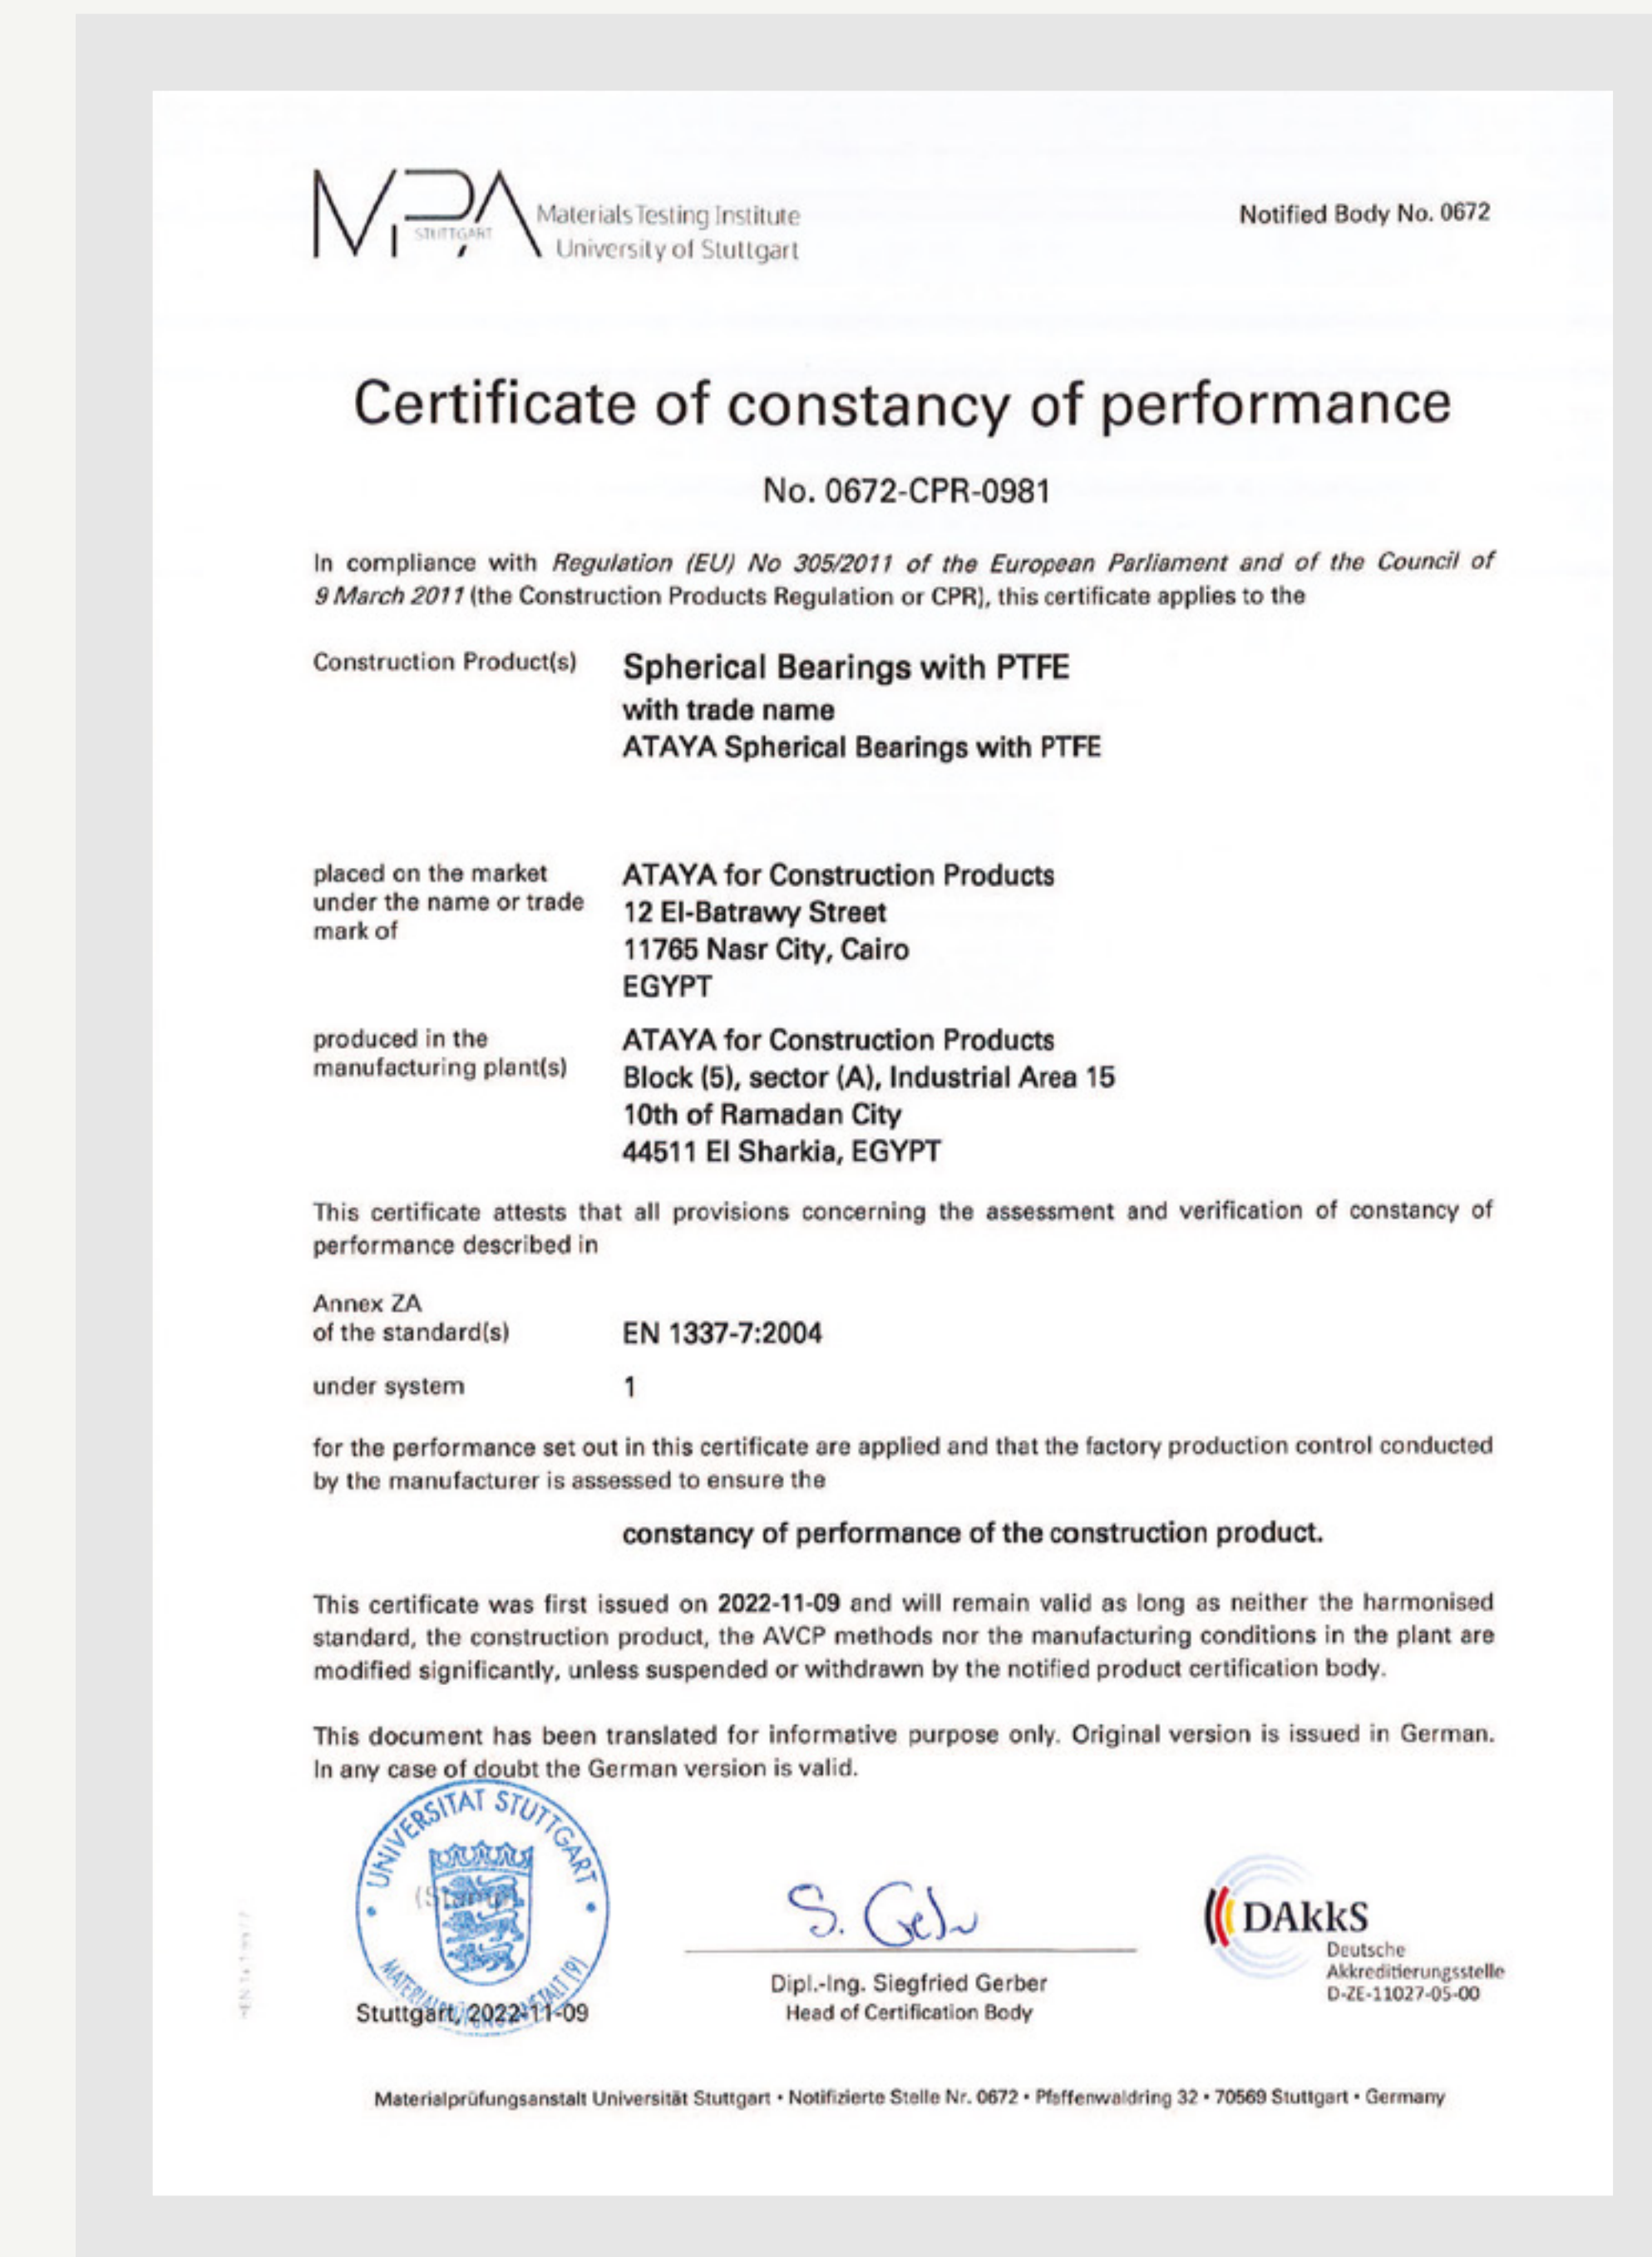 MPA
STUTTGART
Materials Testing Institute
University of Stuttgart
Notified Body No. 0672
Certificate of constancy of performance
No. 0672-CPR-0981
In compliance with Regulation (EU) No 305/2011 of the European Parliament and of the Council of
9 March 2011 (the Construction Products Regulation or CPR), this certificate applies to the
Construction Product(s)
Spherical Bearings with PTFE
with trade name
ATAYA Spherical Bearings with PTFE
placed on the market
under the name or trade
mark of
ATAYA for Construction Products
12 El-Batrawy Street
11765 Nasr City, Cairo
EGYPT
produced in the
manufacturing plant(s)
ATAYA for Construction Products
Block (5), sector (A), Industrial Area 15
10th of Ramadan City
44511 El Sharkia, EGYPT
This certificate attests that all provisions concerning the assessment and verification of constancy of
performance described in
Annex ZA
of the standard(s)
EN 1337-7:2004
under system
1
for the performance set out in this certificate are applied and that the factory production control conducted
by the manufacturer is assessed to ensure the
constancy of performance of the construction product.
This certificate was first issued on 2022-11-09 and will remain valid as long as neither the harmonised
standard, the construction product, the AVCP methods nor the manufacturing conditions in the plant are
modified significantly, unless suspended or withdrawn by the notified product certification body.
This document has been translated for informative purpose only. Original version is issued in German.
In any case of doubt the German version is valid.
UNIVERSITAT STUTTGART
(Stamp)
MATERIALPRÜFUNGSANSTALT (9)
Stuttgart, 2022-11-09
S. Gerber
Dipl.-Ing. Siegfried Gerber
Head of Certification Body
DAkkS
Deutsche
Akkreditierungsstelle
D-ZE-11027-05-00
Materialprüfungsanstalt Universität Stuttgart • Notifizierte Stelle Nr. 0672 • Pfaffenwaldring 32 • 70569 Stuttgart • Germany